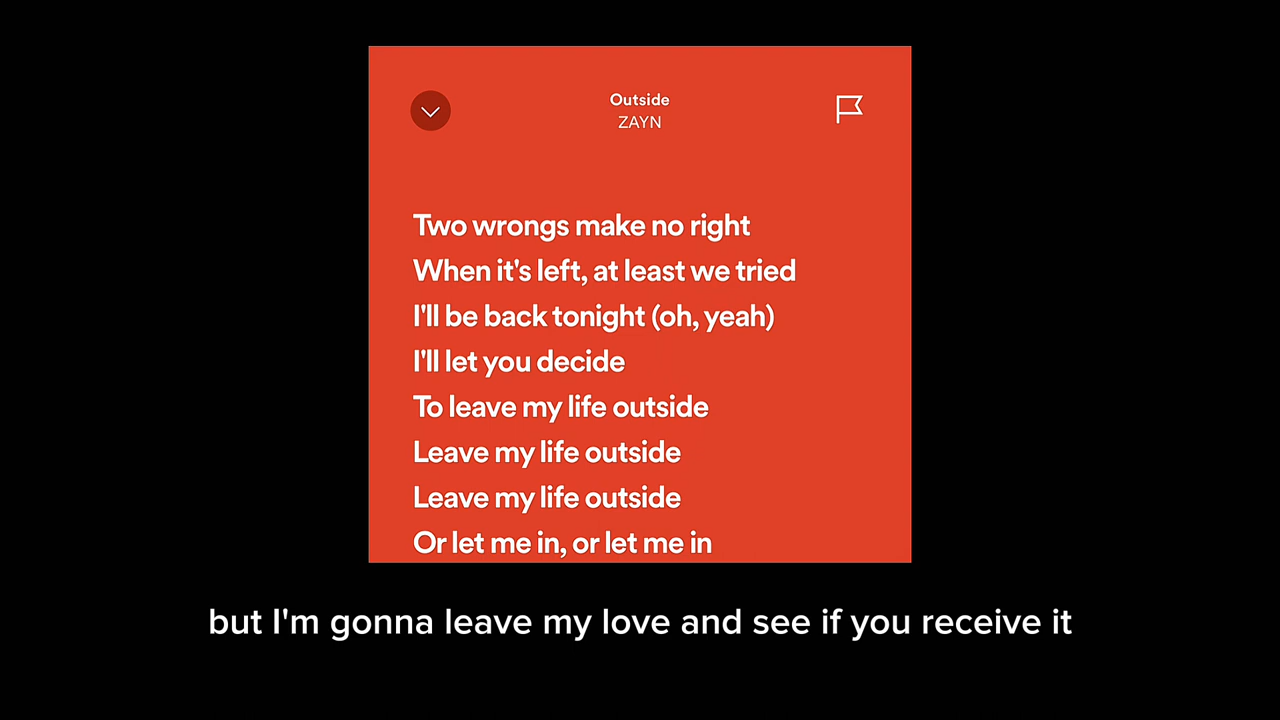 Outside
ZAYN
Two wrongs make no right
When it's left, at least we tried
I'll be back tonight (oh, yeah)
I'll let you decide
To leave my life outside
Leave my life outside
Leave my life outside
Or let me in, or let me in
but I'm gonna leave my love and see if you receive it